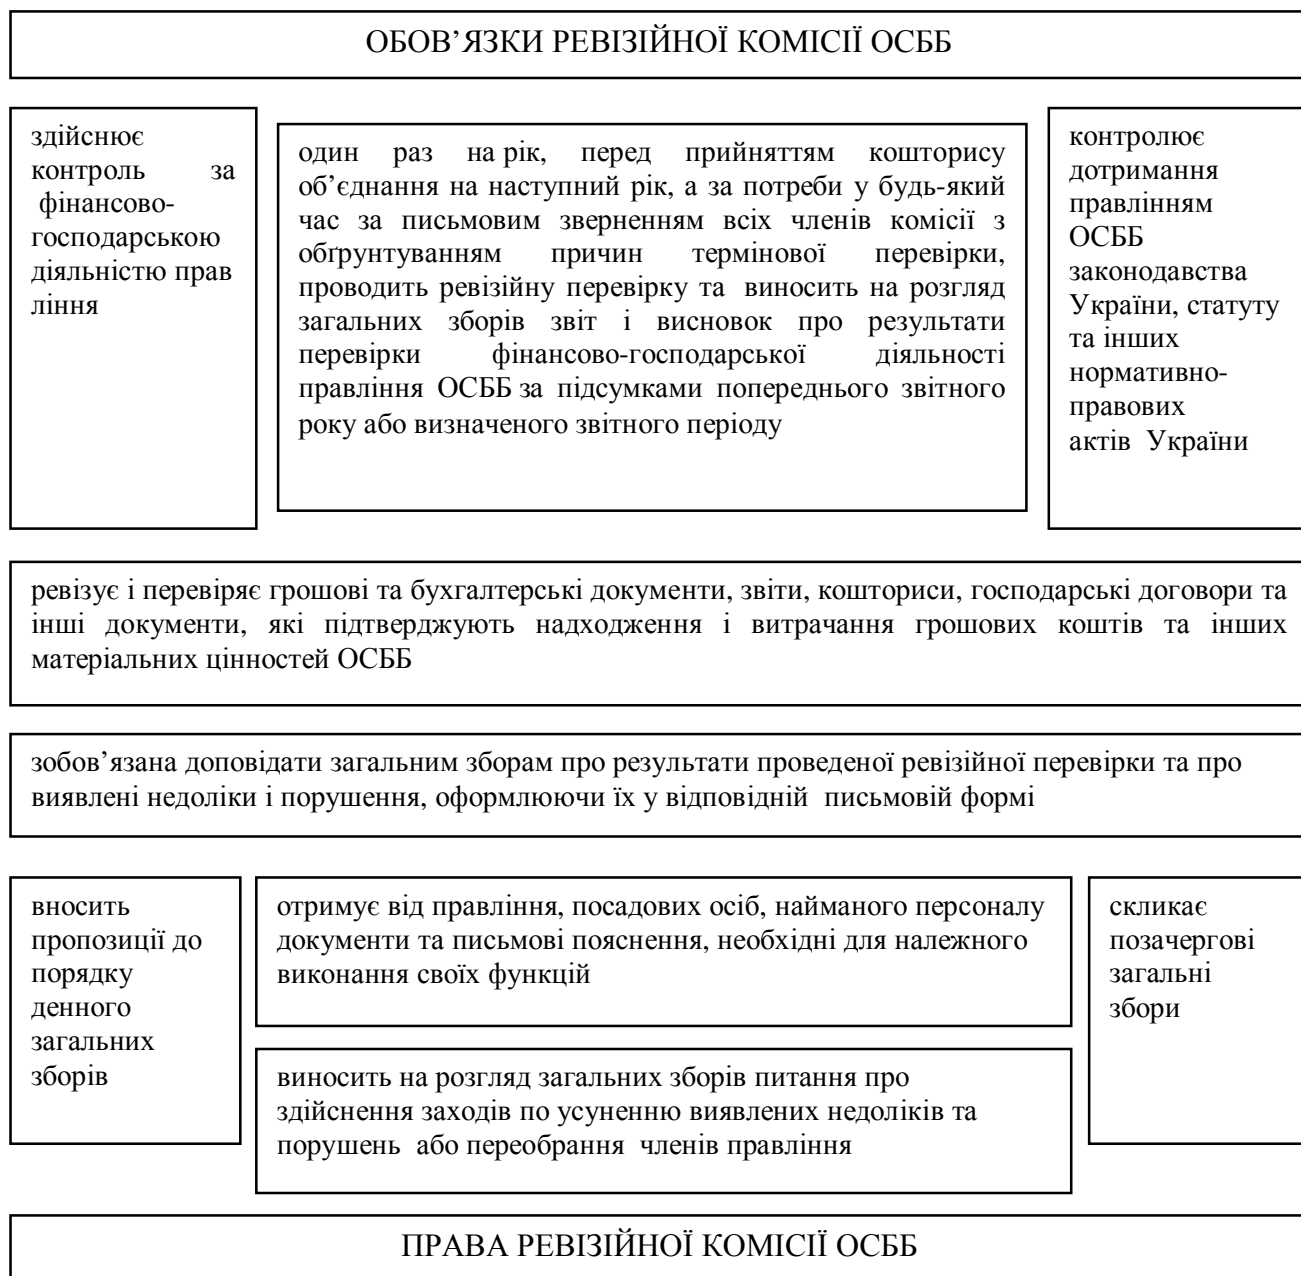 ОБОВ’ЯЗКИ РЕВІЗІЙНОЇ КОМІСІЇ ОСББ
здійснює
контроль за
фінансово-
господарською
діяльністю прав
ління
один раз на рік, перед прийняттям кошторису
об’єднання на наступний рік, а за потреби у будь-який
час за письмовим зверненням всіх членів комісії з
обґрунтуванням причин термінової перевірки,
проводить ревізійну перевірку та виносить на розгляд
загальних зборів звіт і висновок про результати
перевірки фінансово-господарської діяльності
правління ОСББ за підсумками попереднього звітного
року або визначеного звітного періоду
контролює
дотримання
правлінням
ОСББ
законодавства
України, статуту
та інших
нормативно-
правових
актів України
ревізує і перевіряє грошові та бухгалтерські документи, звіти, кошториси, господарські договори та
інші документи, які підтверджують надходження і витрачання грошових коштів та інших
матеріальних цінностей ОСББ
зобов’язана доповідати загальним зборам про результати проведеної ревізійної перевірки та про
виявлені недоліки і порушення, оформлюючи їх у відповідній письмовій формі
вносить
пропозиції до
порядку
денного
загальних
зборів
отримує від правління, посадових осіб, найманого персоналу
документи та письмові пояснення, необхідні для належного
виконання своїх функцій
виносить на розгляд загальних зборів питання про
здійснення заходів по усуненню виявлених недоліків та
порушень або переобрання членів правління
скликає
позачергові
загальні
збори
ПРАВА РЕВІЗІЙНОЇ КОМІСІЇ ОСББ